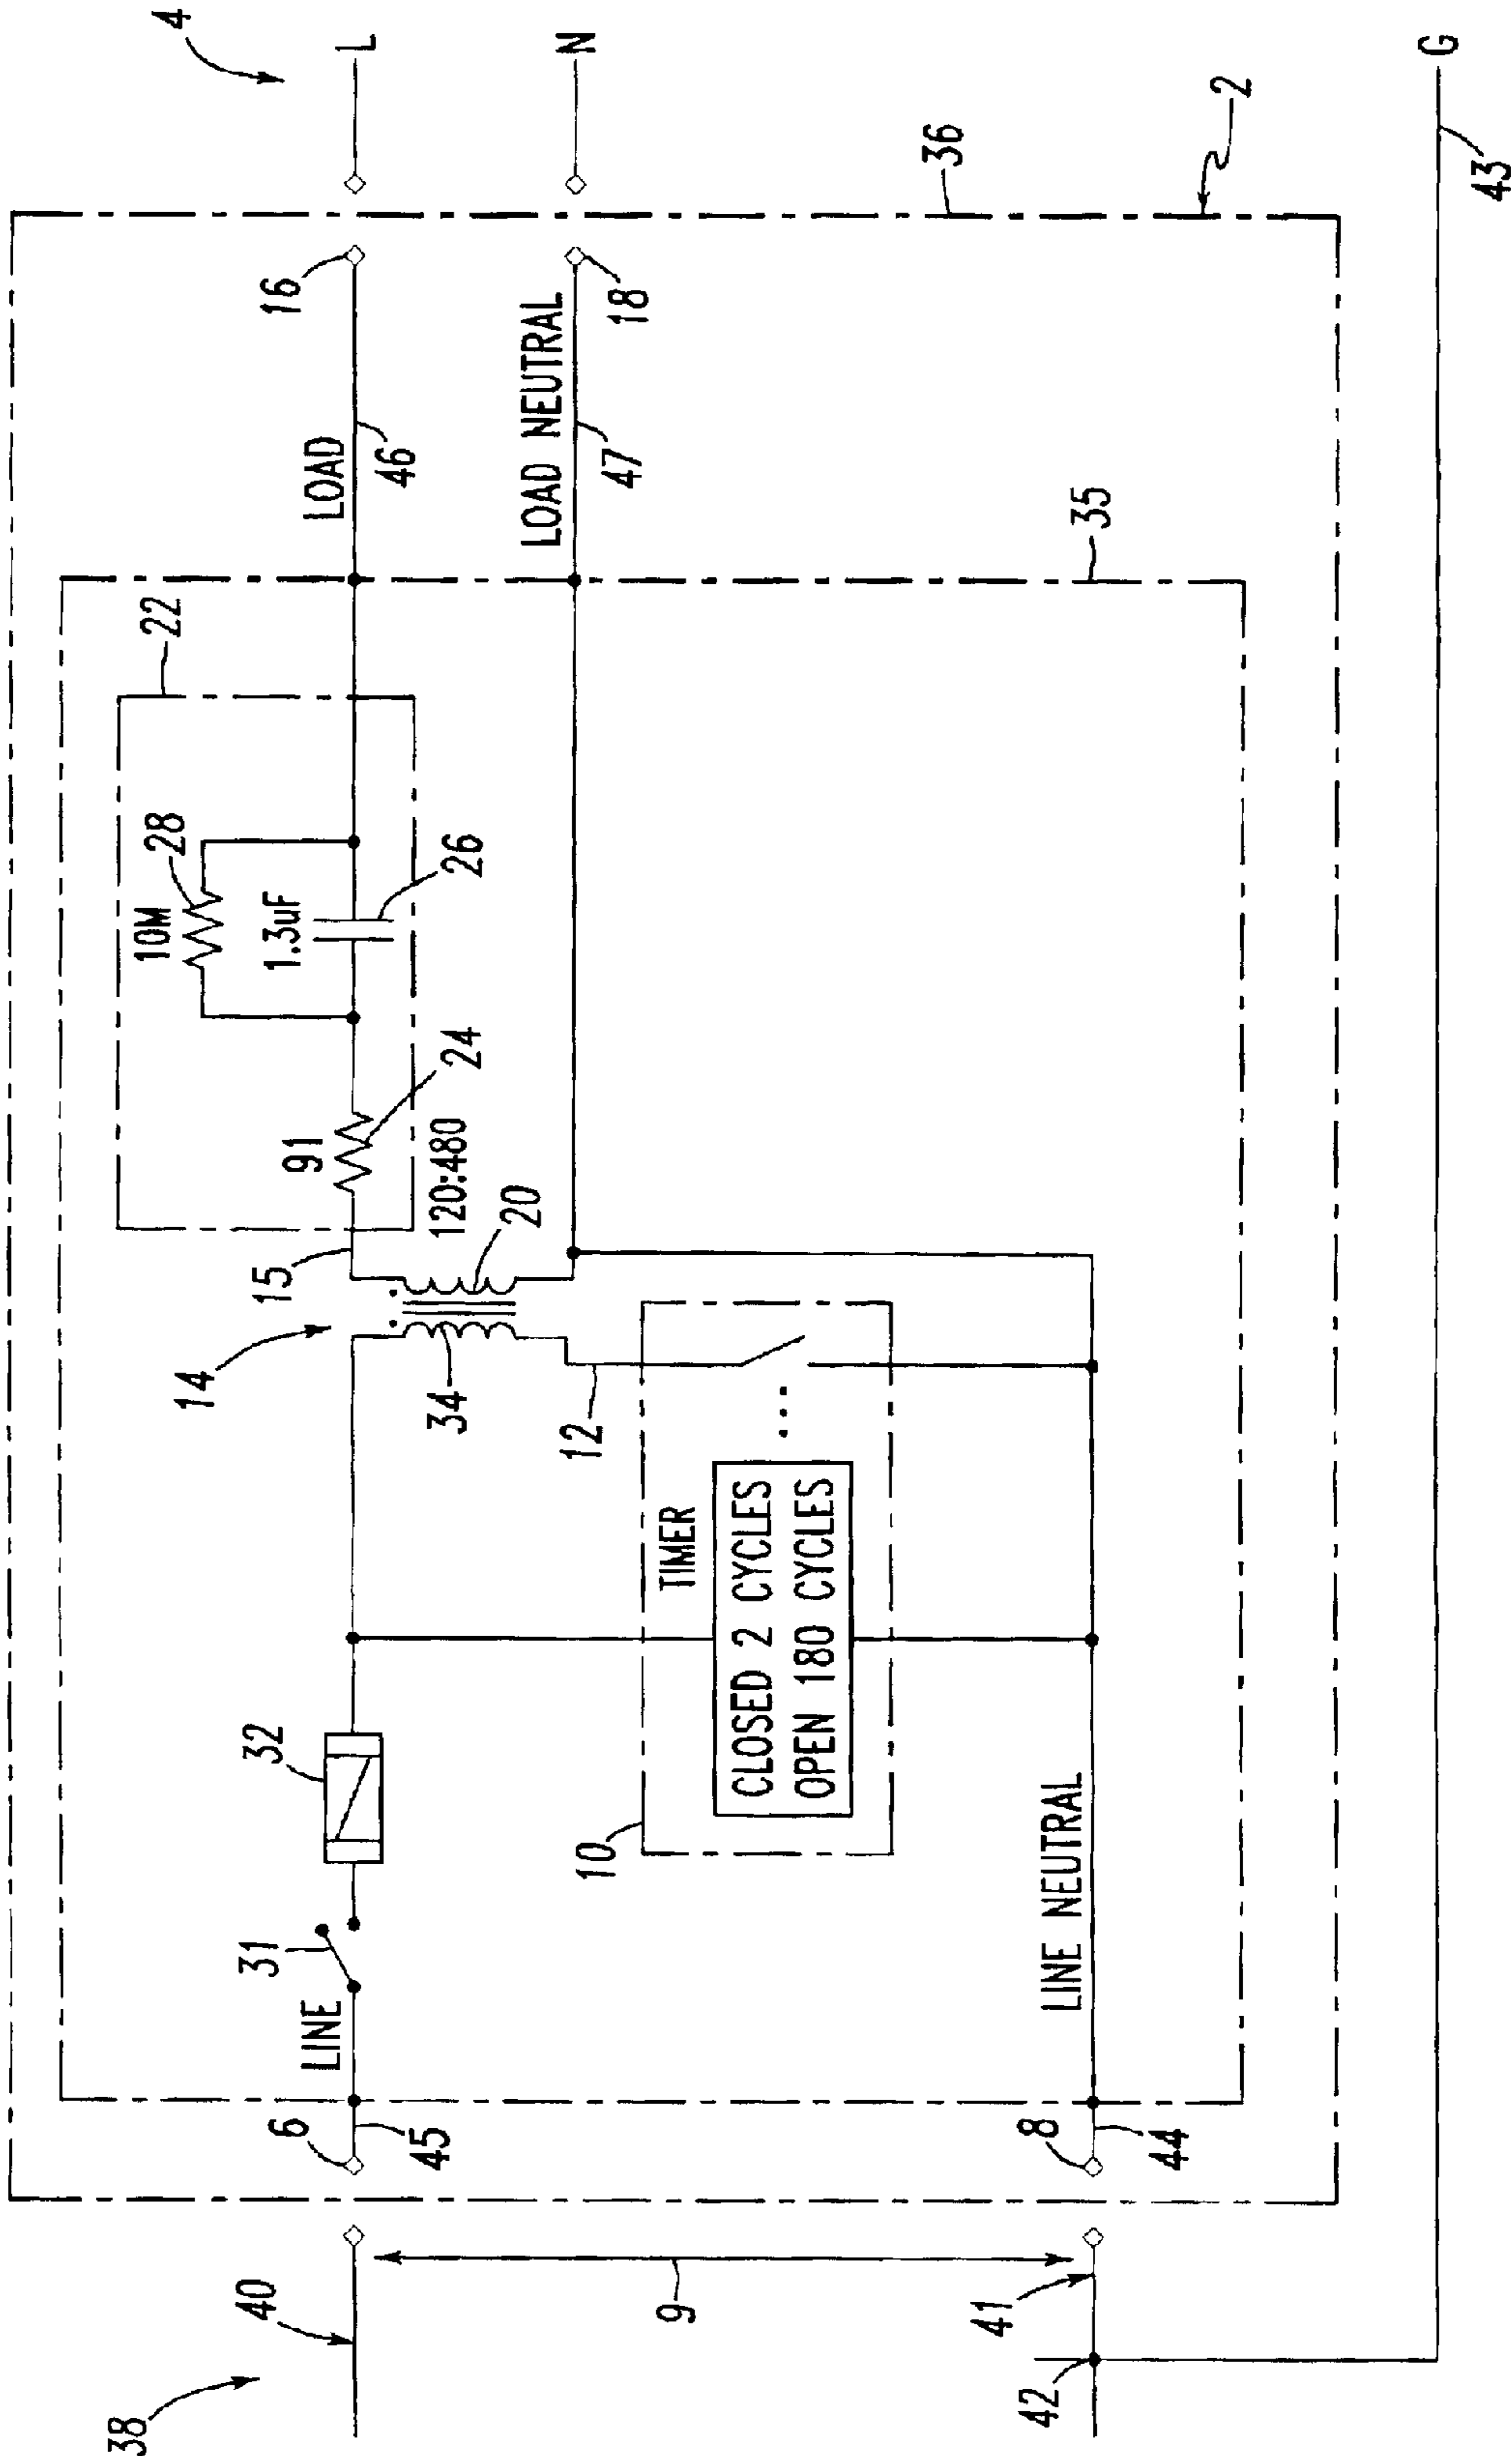 38
40
9
42
41
6
45
8
44
LINE
31
32
LINE NEUTRAL
10
TIMER
CLOSED 2 CYCLES
OPEN 180 CYCLES
12
14
34
15
20
120:480
91
24
10M
28
1.3uF
26
22
35
LOAD
46
LOAD NEUTRAL
47
16
18
36
2
4
L
N
G
43